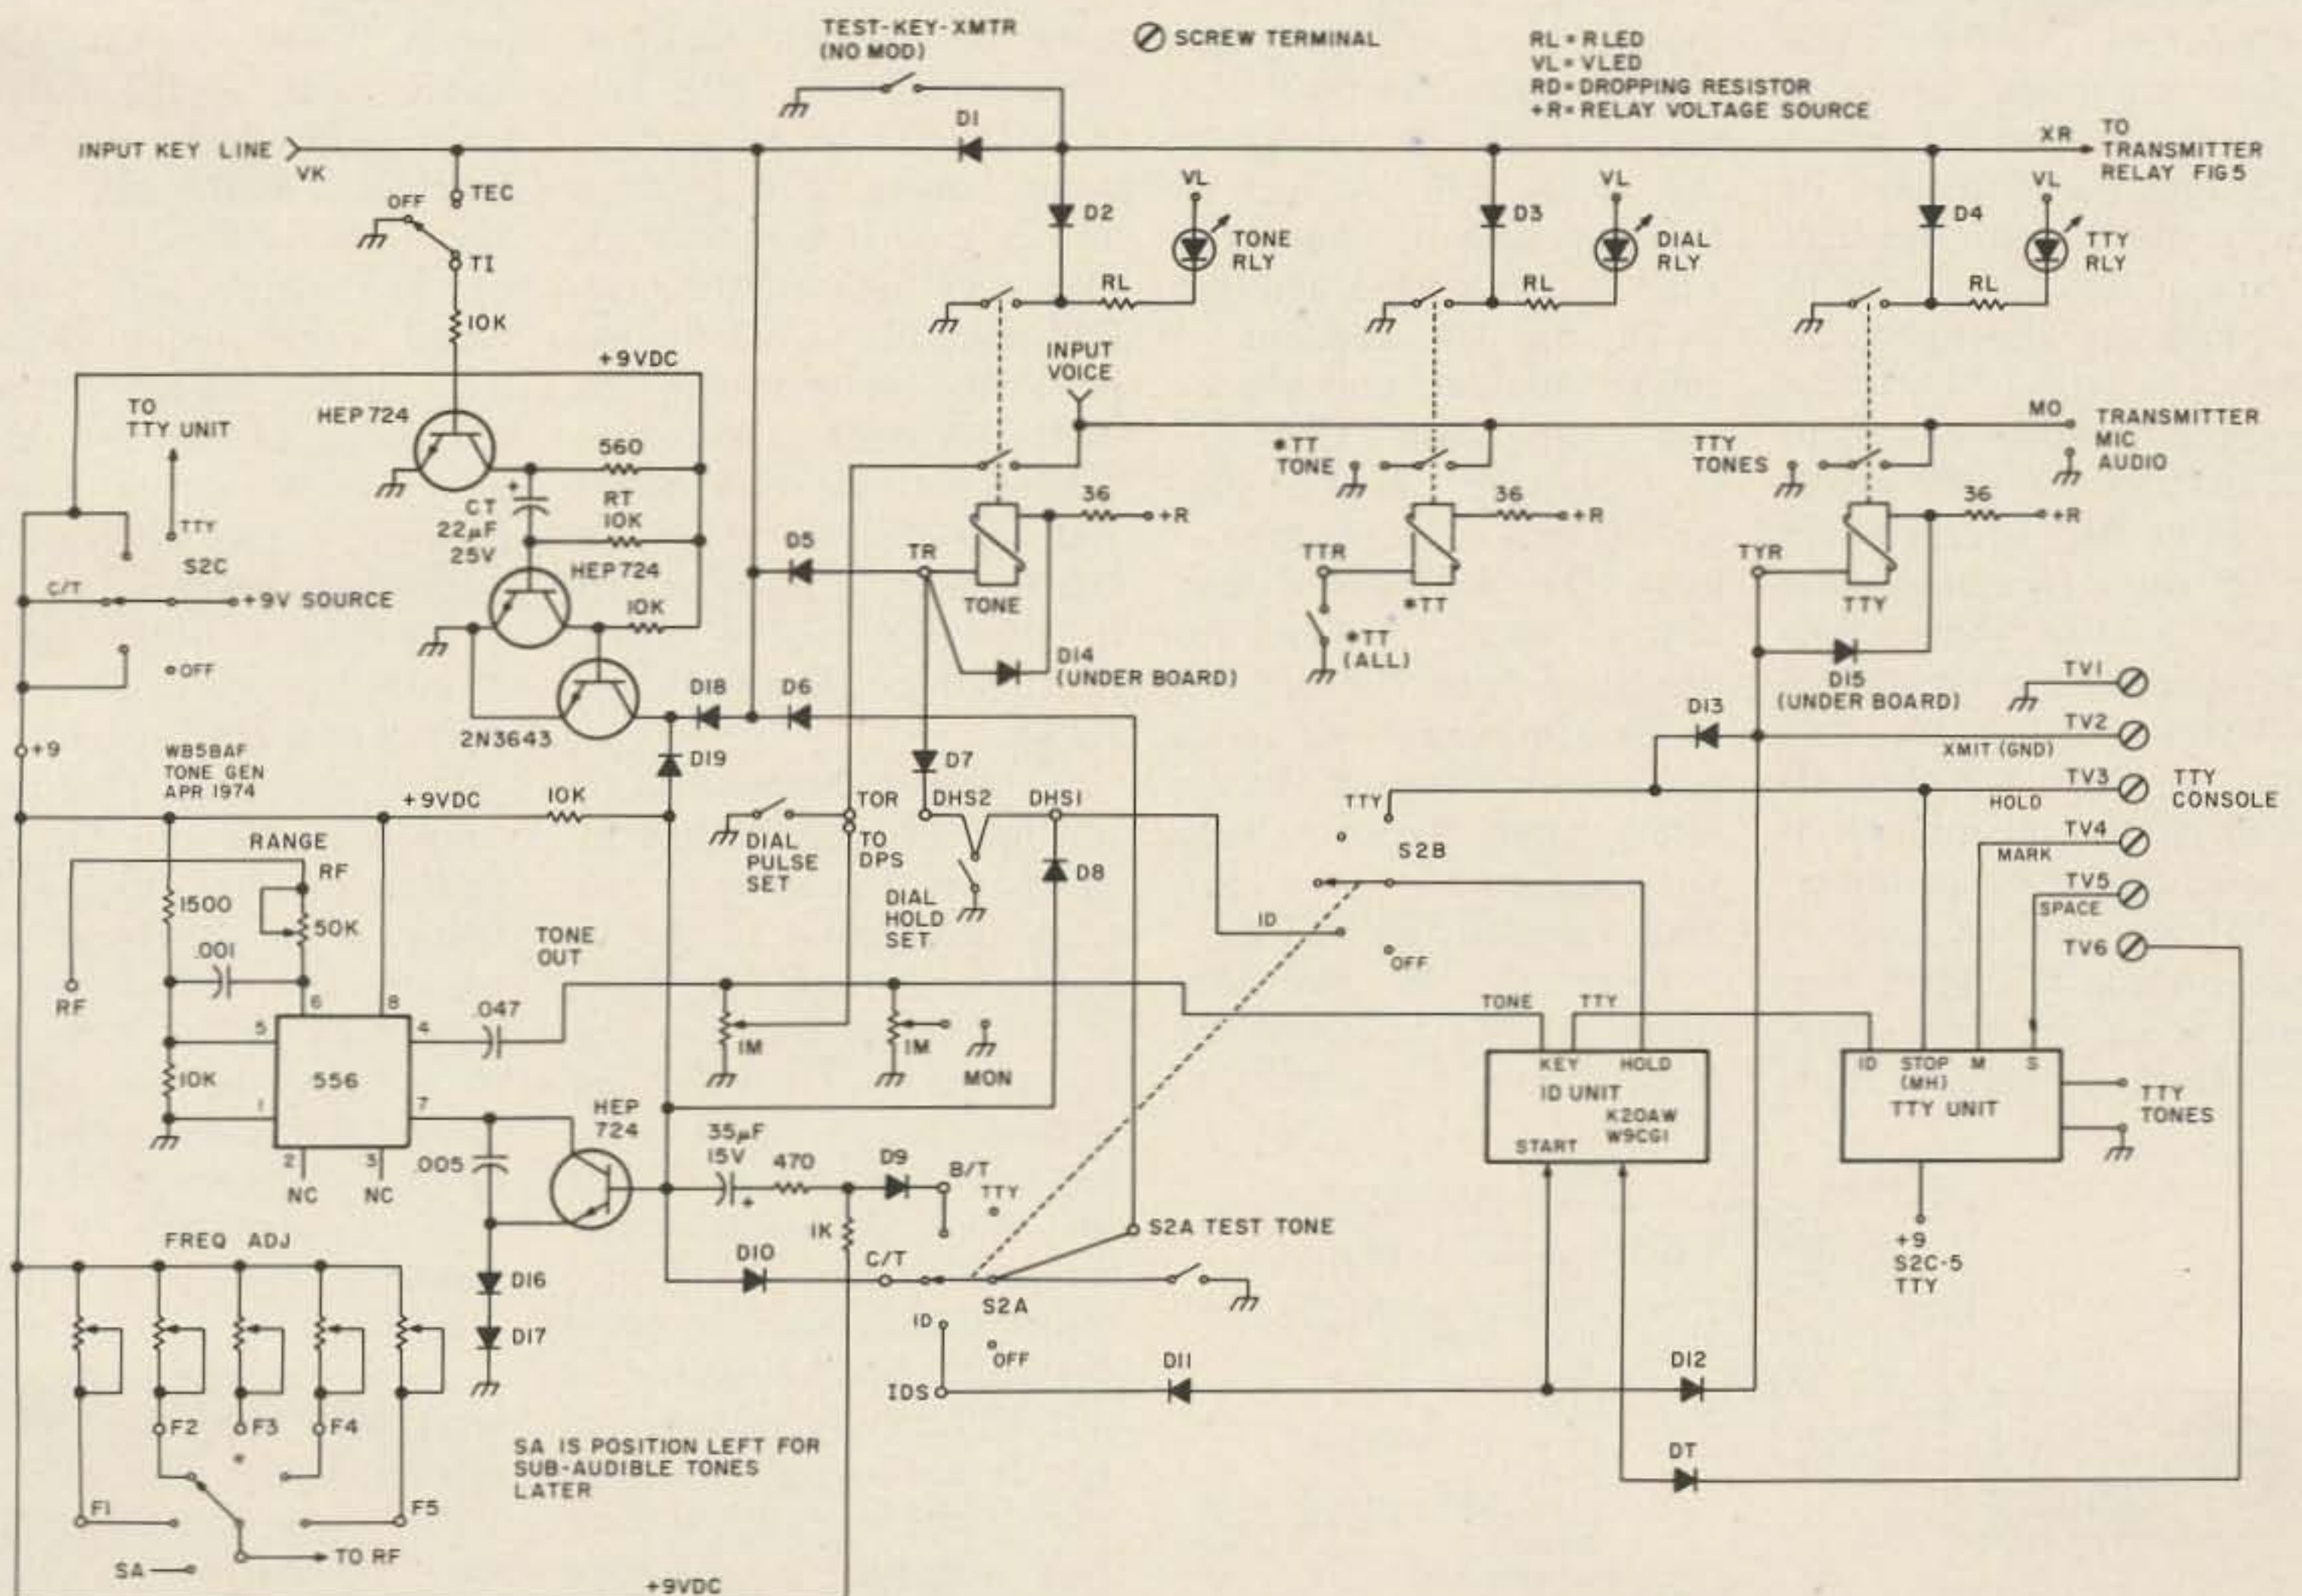 TEST-KEY-XMTR
(NO MOD)
SCREW TERMINAL
RL = RLED
VL = VLED
RD = DROPPING RESISTOR
+R = RELAY VOLTAGE SOURCE
INPUT KEY LINE
VK
D1
XR
TO
TRANSMITTER
RELAY FIG 5
OFF
TEC
TI
10K
D2
VL
TONE
RLY
RL
D3
VL
DIAL
RLY
RL
D4
VL
TTY
RLY
RL
INPUT
VOICE
+9VDC
TO
TTY UNIT
HEP 724
560
CT
22µF
25V
RT
10K
HEP 724
10K
TTY
S2C
C/T
+9V SOURCE
OFF
2N3643
D18
D6
D19
D5
TR
TONE
36
+R
D14
(UNDER BOARD)
*TT
TONE
36
+R
TTR
*TT
*TT
(ALL)
TTY
TONES
36
+R
TYR
TTY
D15
(UNDER BOARD)
MO
TRANSMITTER
MIC
AUDIO
D13
TV1
TV2
XMIT (GND)
TV3
HOLD
TV4
MARK
TV5
SPACE
TV6
TTY
CONSOLE
+9
WB5BAF
TONE GEN
APR 1974
+9VDC
10K
RANGE
RF
1500
50K
.001
RF
10K
556
1
2
3
4
5
6
7
8
NC
NC
.047
.005
TONE
OUT
HEP
724
D7
TOR
TO
DPS
DIAL
PULSE
SET
DHS2
DHS1
DIAL
HOLD
SET
D8
1M
1M
MON
TTY
S2B
ID
OFF
TONE
TTY
KEY
HOLD
ID UNIT
K20AW
W9CGI
START
ID
STOP
(MH)
M
S
TTY UNIT
TTY
TONES
+9
S2C-5
TTY
35µF
15V
470
D9
B/T
TTY
1K
D10
C/T
S2A TEST TONE
S2A
ID
OFF
IDS
D11
D12
DT
D16
D17
FREQ ADJ
F2
F3
F4
*
F1
F5
SA
TO RF
SA IS POSITION LEFT FOR
SUB-AUDIBLE TONES
LATER
+9VDC